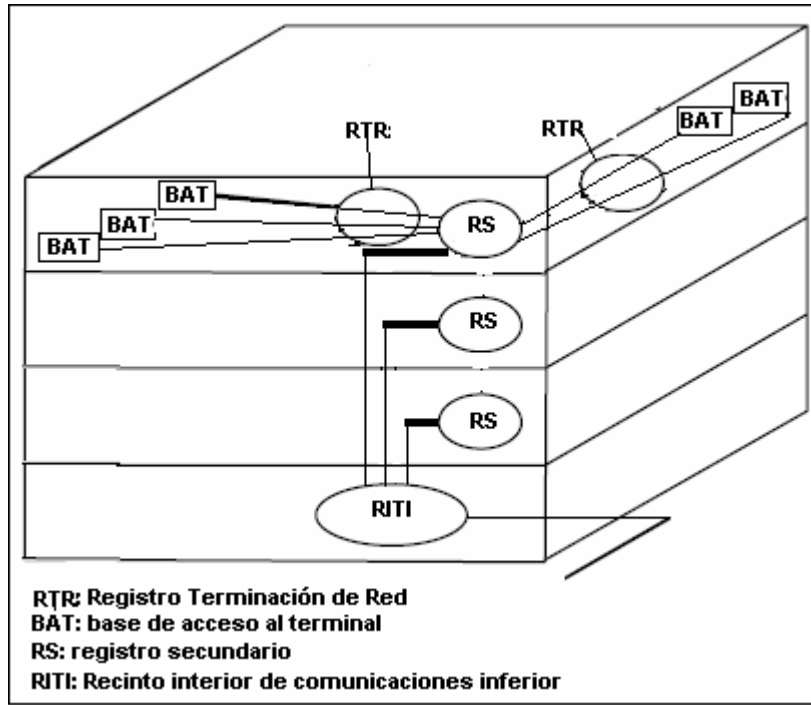 RTR:
RTR
BAT
BAT
BAT
BAT
BAT
RS
RS
RS
RITI
RTR: Registro Terminación de Red
BAT: base de acceso al terminal
RS: registro secundario
RITI: Recinto interior de comunicaciones inferior